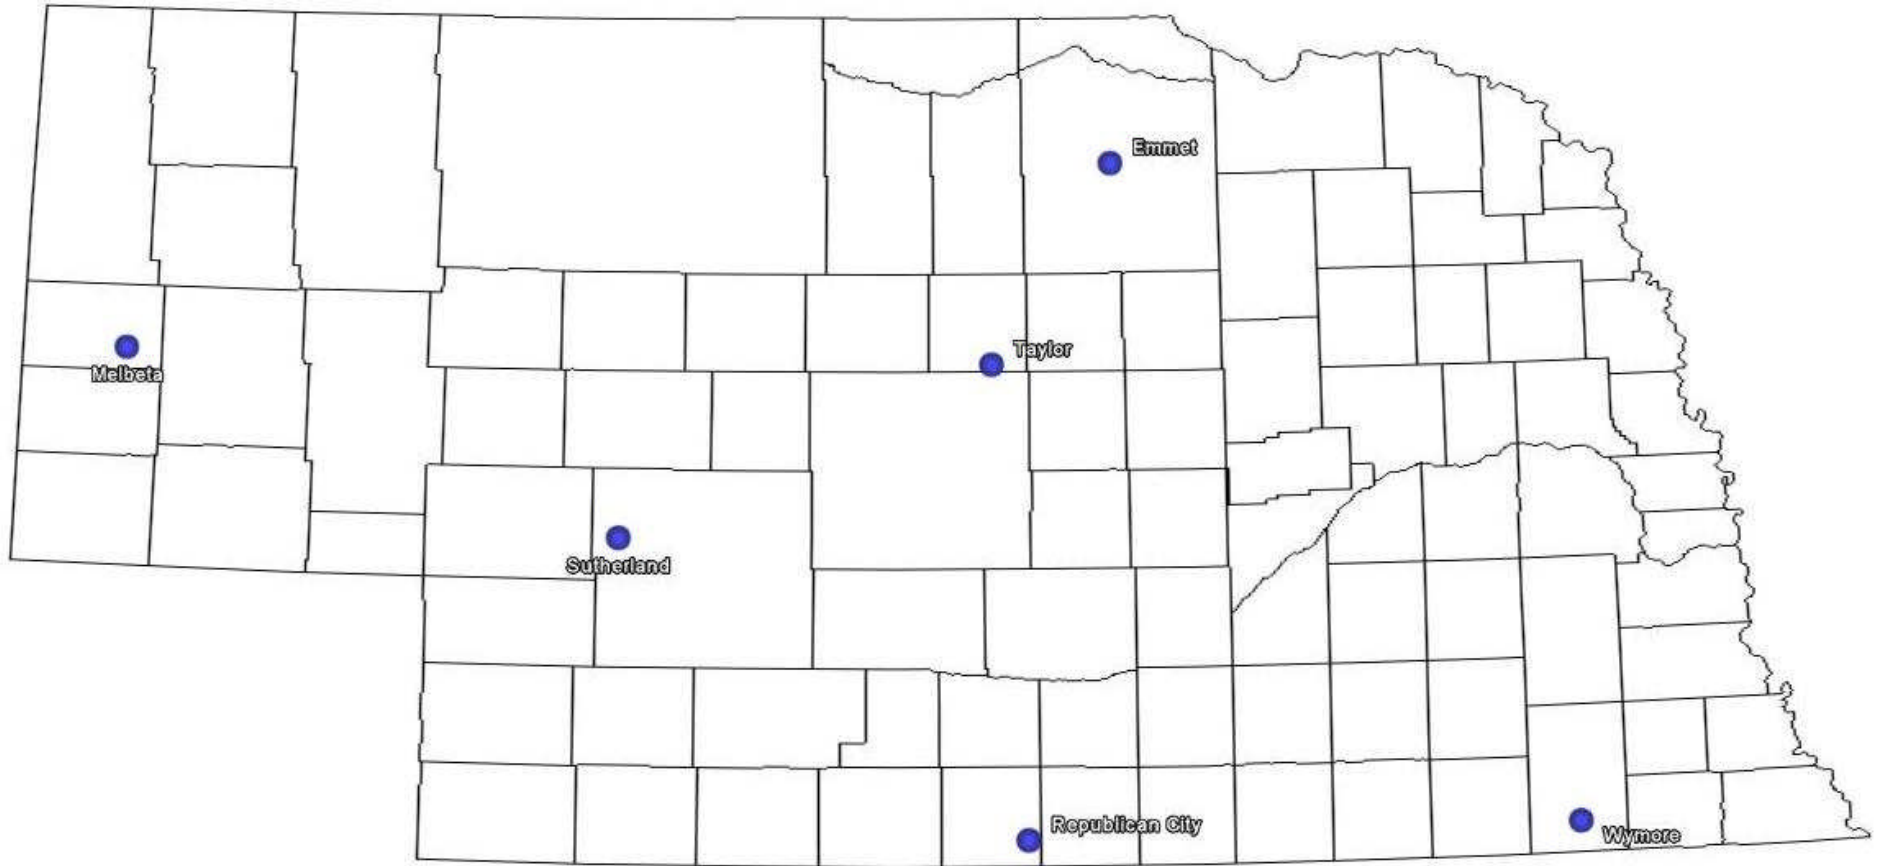 Emmet
Taylor
Melbeta
Sutherland
Republican City
Wymore